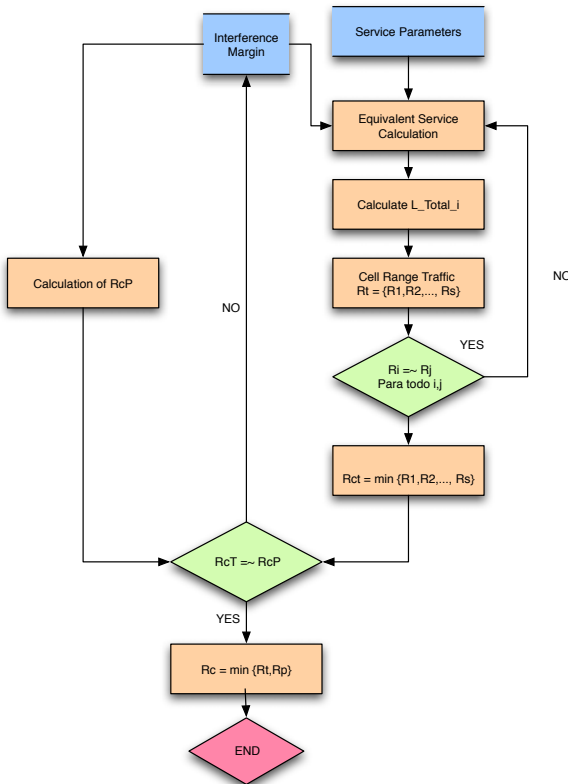 Interference
Margin
Service Parameters
Equivalent Service
Calculation
Calculate L_Total_i
Calculation of RcP
Cell Range Traffic
Rt = {R1,R2,..., Rs}
NO
NO
YES
Ri =~ Rj
Para todo i,j
Rct = min {R1,R2,..., Rs}
RcT =~ RcP
YES
Rc = min {Rt,Rp}
END